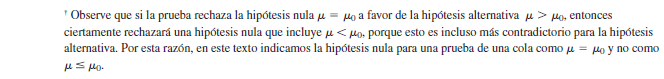 † Observe que si la prueba rechaza la hipótesis nula μ = μ₀ a favor de la hipótesis alternativa μ > μ₀, entonces
ciertamente rechazará una hipótesis nula que incluye μ < μ₀, porque esto es incluso más contradictorio para la hipótesis
alternativa. Por esta razón, en este texto indicamos la hipótesis nula para una prueba de una cola como μ = μ₀ y no como
μ ≤ μ₀.